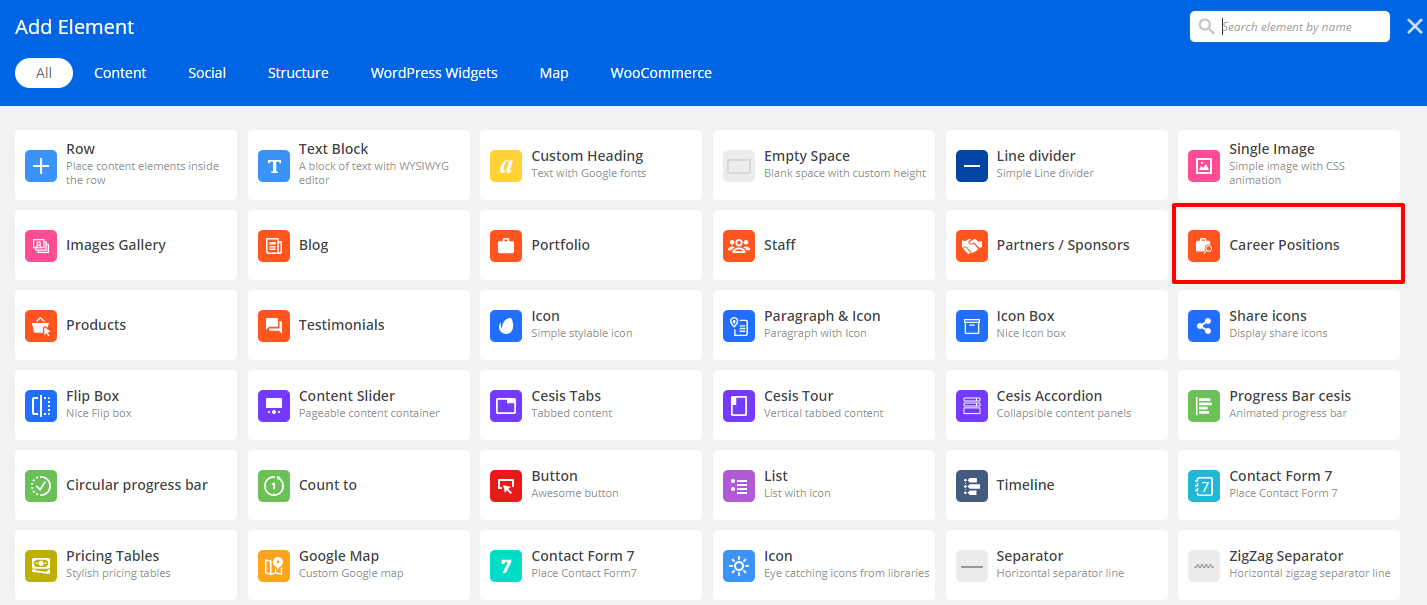 Add Element
Search element by name
All Content Social Structure WordPress Widgets Map WooCommerce
Row
Place content elements inside
the row
Text Block
A block of text with WYSIWYG
editor
Custom Heading
Text with Google fonts
Empty Space
Blank space with custom height
Line divider
Simple Line divider
Single Image
Simple image with CSS
animation
Images Gallery
Blog
Portfolio
Staff
Partners / Sponsors
Career Positions
Products
Testimonials
Icon
Simple stylable icon
Paragraph & Icon
Paragraph with Icon
Icon Box
Nice Icon box
Share icons
Display share icons
Flip Box
Nice Flip box
Content Slider
Pageable content container
Cesis Tabs
Tabbed content
Cesis Tour
Vertical tabbed content
Cesis Accordion
Collapsible content panels
Progress Bar cesis
Animated progress bar
Circular progress bar
1
Count to
Button
Awesome button
List
List with icon
Timeline
7
Contact Form 7
Place Contact Form 7
Pricing Tables
Stylish pricing tables
Google Map
Custom Google map
7
Contact Form 7
Place Contact Form7
Icon
Eye catching icons from libraries
Separator
Horizontal separator line
ZigZag Separator
Horizontal zigzag separator line